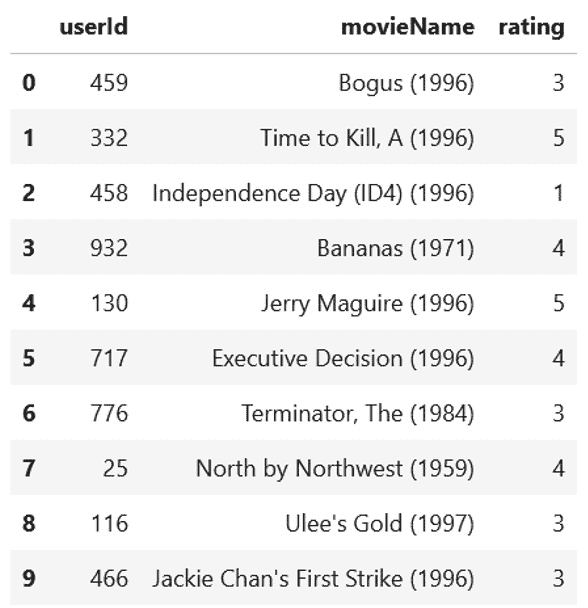 userId movieName rating
0 459 Bogus (1996) 3
1 332 Time to Kill, A (1996) 5
2 458 Independence Day (ID4) (1996) 1
3 932 Bananas (1971) 4
4 130 Jerry Maguire (1996) 5
5 717 Executive Decision (1996) 4
6 776 Terminator, The (1984) 3
7 25 North by Northwest (1959) 4
8 116 Ulee's Gold (1997) 3
9 466 Jackie Chan's First Strike (1996) 3